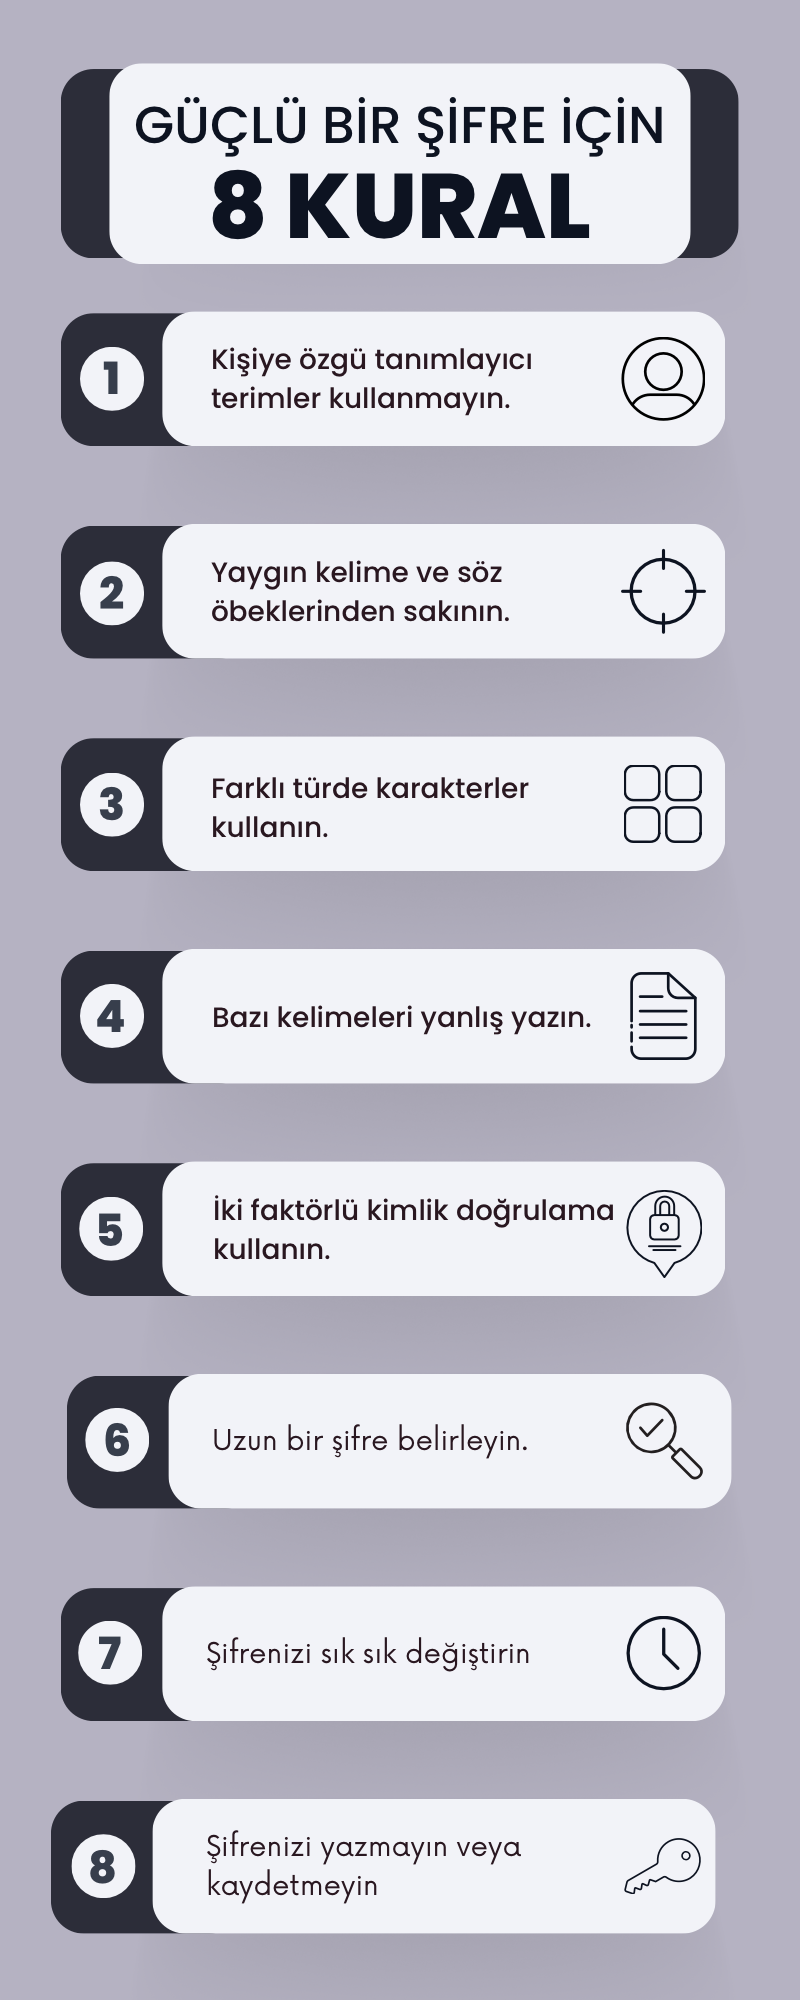 GÜÇLÜ BİR ŞİFRE İÇİN
8 KURAL
1
Kişiye özgü tanımlayıcı
terimler kullanmayın.
2
Yaygın kelime ve söz
öbeklerinden sakının.
3
Farklı türde karakterler
kullanın.
4
Bazı kelimeleri yanlış yazın.
5
İki faktörlü kimlik doğrulama
kullanın.
6
Uzun bir şifre belirleyin.
7
Şifrenizi sık sık değiştirin
8
Şifrenizi yazmayın veya
kaydetmeyin